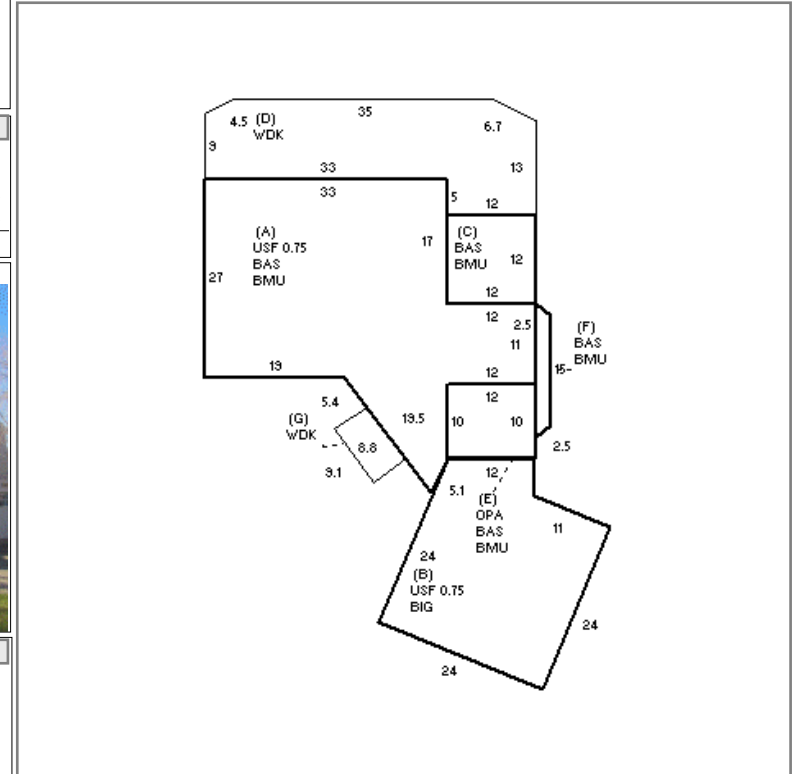 35
4.5 (D)
WDK
6.7
9
33
13
33
5
12
(A)
USF 0.75
BAS
BMU
17
(C)
BAS
BMU
12
27
12
12
2.5
(F)
BAS
BMU
11
15-
19
12
12
5.4
(G)
WDK
19.5
10
10
8.8
9.1
2.5
12
5.1
(E)
OPA
BAS
BMU
11
24
(B)
USF 0.75
BIG
24
24